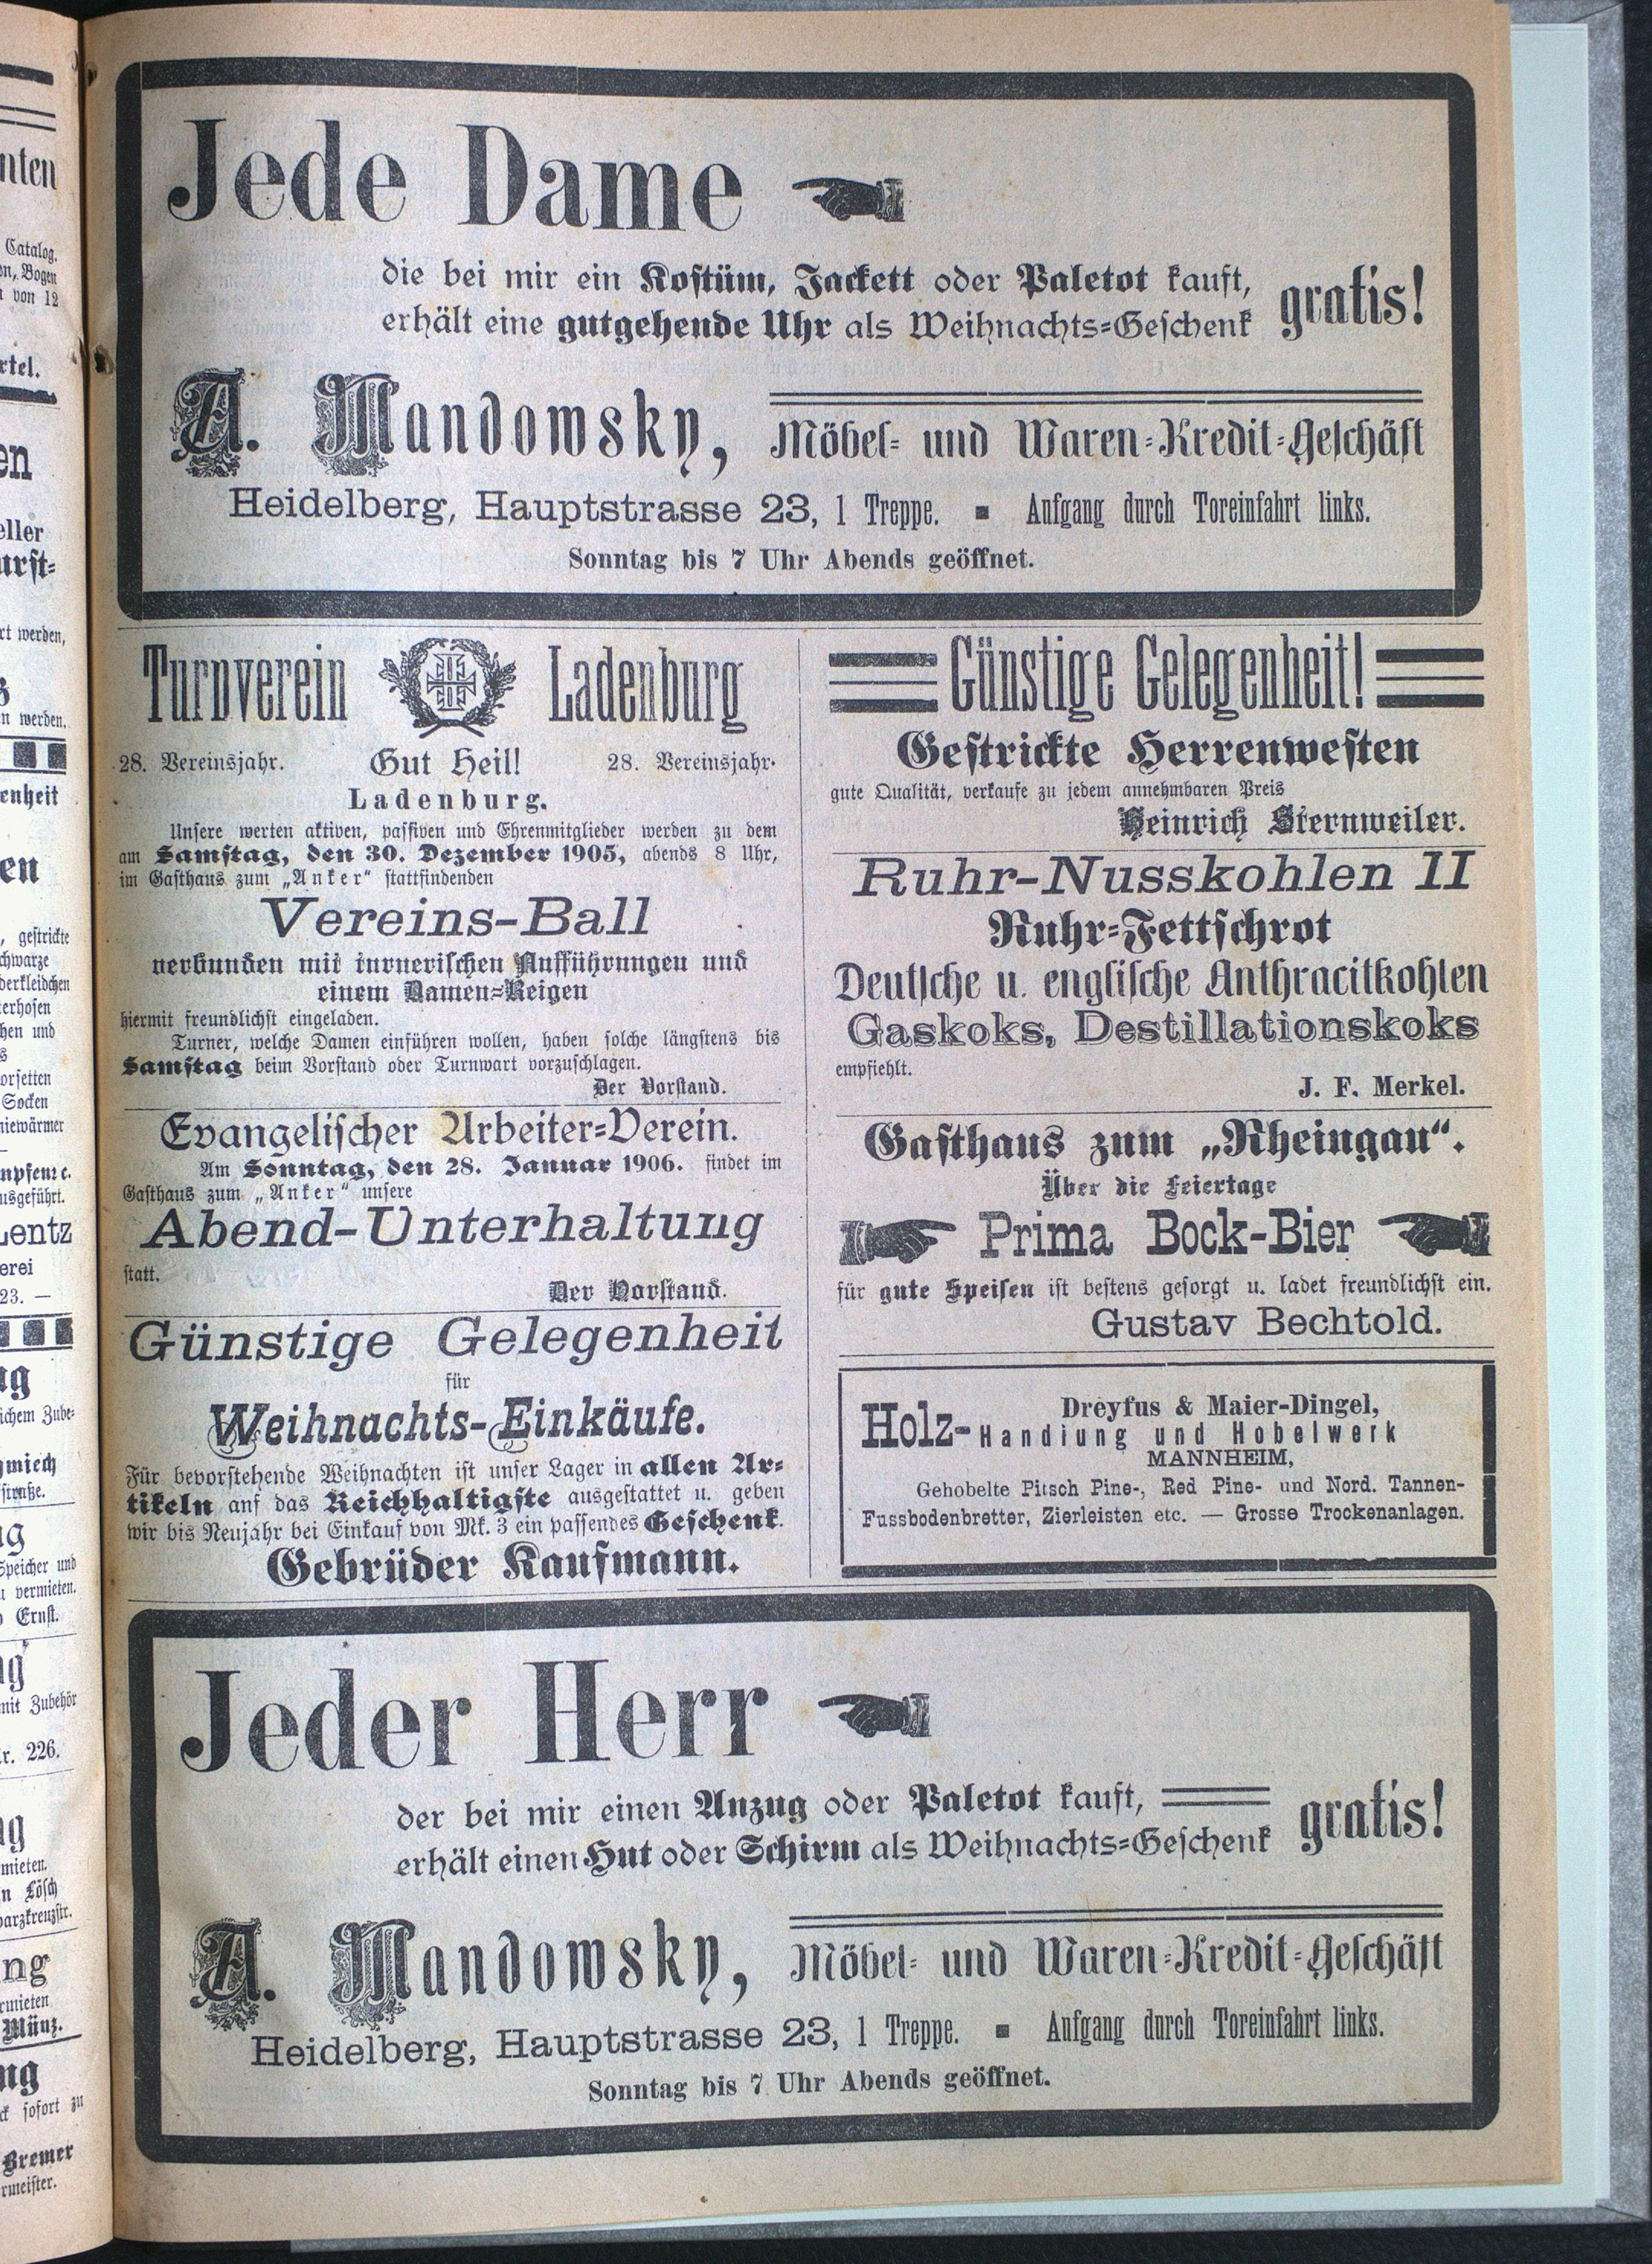 Jede Dame
die bei mir ein Kostüm, Jackett oder Paletot kauft,
erhält eine gutgehende Uhr als Weihnachts-Geschenk
gratis!
A. Mandowsky, Möbel- und Waren-Kredit-Geschäft
Heidelberg, Hauptstrasse 23, 1 Treppe. ▪ Aufgang durch Toreinfahrt links.
Sonntag bis 7 Uhr Abends geöffnet.
Turnverein Ladenburg
28. Vereinsjahr. Gut Heil! 28. Vereinsjahr.
Ladenburg.
Unsere werten aktiven, passiven und Ehrenmitglieder werden zu dem
am Samstag, den 30. Dezember 1905, abends 8 Uhr,
im Gasthaus zum „Anker“ stattfindenden
Vereins-Ball
verbunden mit turnerischen Aufführungen und
einem Damen-Reigen
hiermit freundlichst eingeladen.
Turner, welche Damen einführen wollen, haben solche längstens bis
Samstag beim Vorstand oder Turnwart vorzuschlagen.
Der Vorstand.
Evangelischer Arbeiter-Verein.
Am Sonntag, den 28. Januar 1906. findet im
Gasthaus zum „Anker“ unsere
Abend-Unterhaltung
statt.
Der Vorstand.
Günstige Gelegenheit
für
Weihnachts-Einkäufe.
Für bevorstehende Weihnachten ist unser Lager in allen Ar-
tikeln auf das Reichhaltigste ausgestattet u. geben
wir bis Neujahr bei Einkauf von Mk. 3 ein passendes Geschenk.
Gebrüder Kaufmann.
Günstige Gelegenheit!
Gestrickte Herrenwesten
gute Qualität, verkaufe zu jedem annehmbaren Preis
Heinrich Sternweiler.
Ruhr-Nusskohlen II
Ruhr-Fettschrot
Deutsche u. englische Anthracitkohlen
Gaskoks, Destillationskoks
empfiehlt.
J. F. Merkel.
Gasthaus zum „Rheingau“.
Über die Feiertage
Prima Bock-Bier
für gute Speisen ist bestens gesorgt u. ladet freundlichst ein.
Gustav Bechtold.
Dreyfus & Maier-Dingel,
Holz-Handlung und Hobelwerk
MANNHEIM,
Gehobelte Pitsch Pine-, Red Pine- und Nord. Tannen-
Fussbodenbretter, Zierleisten etc. — Grosse Trockenanlagen.
Jeder Herr
der bei mir einen Anzug oder Paletot kauft,
erhält einen Hut oder Schirm als Weihnachts-Geschenk
gratis!
A. Mandowsky, Möbel- und Waren-Kredit-Geschäft
Heidelberg, Hauptstrasse 23, 1 Treppe. ▪ Aufgang durch Toreinfahrt links.
Sonntag bis 7 Uhr Abends geöffnet.